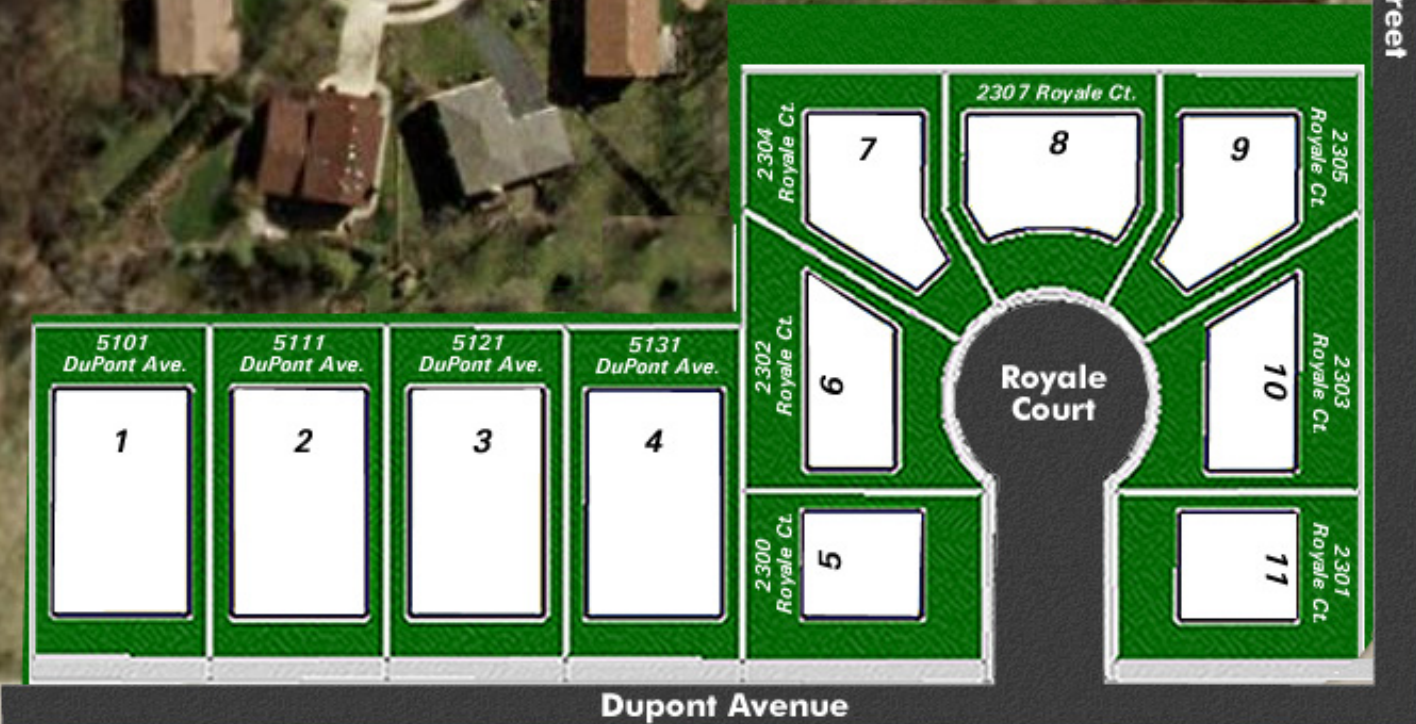 reet
2307 Royale Ct.
2304
Royale Ct.
7
8
9
2305
Royale Ct.
5101
DuPont Ave.
5111
DuPont Ave.
5121
DuPont Ave.
5131
DuPont Ave.
2302
Royale Ct.
6
Royale
Court
10
2303
Royale Ct.
1
2
3
4
2300
Royale Ct.
5
11
2301
Royale Ct.
Dupont Avenue